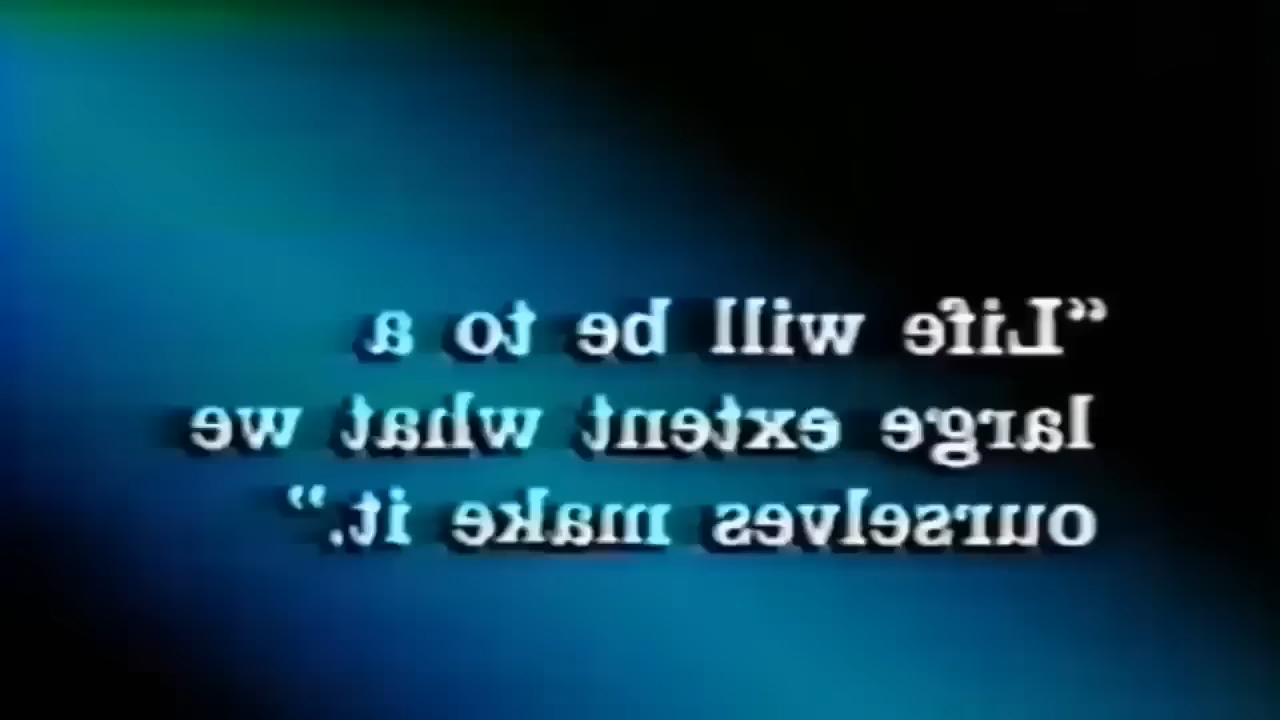 “Life will be to a
large extent what we
ourselves make it.”